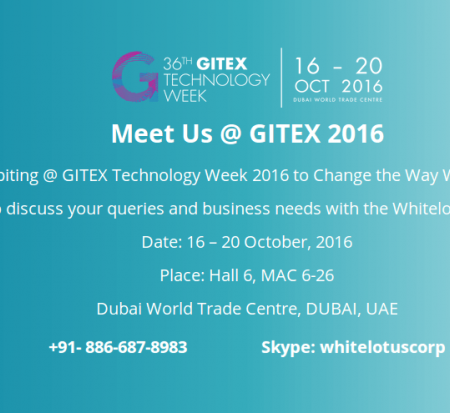 36TH GITEX
TECHNOLOGY
WEEK
16 – 20
OCT 2016
DUBAI WORLD TRADE CENTRE
Meet Us @ GITEX 2016
@ GITEX Technology Week 2016 to Change the Way
discuss your queries and business needs with the
Date: 16 – 20 October, 2016
Place: Hall 6, MAC 6-26
Dubai World Trade Centre, DUBAI, UAE
+91- 886-687-8983
Skype: whitelotuscorp